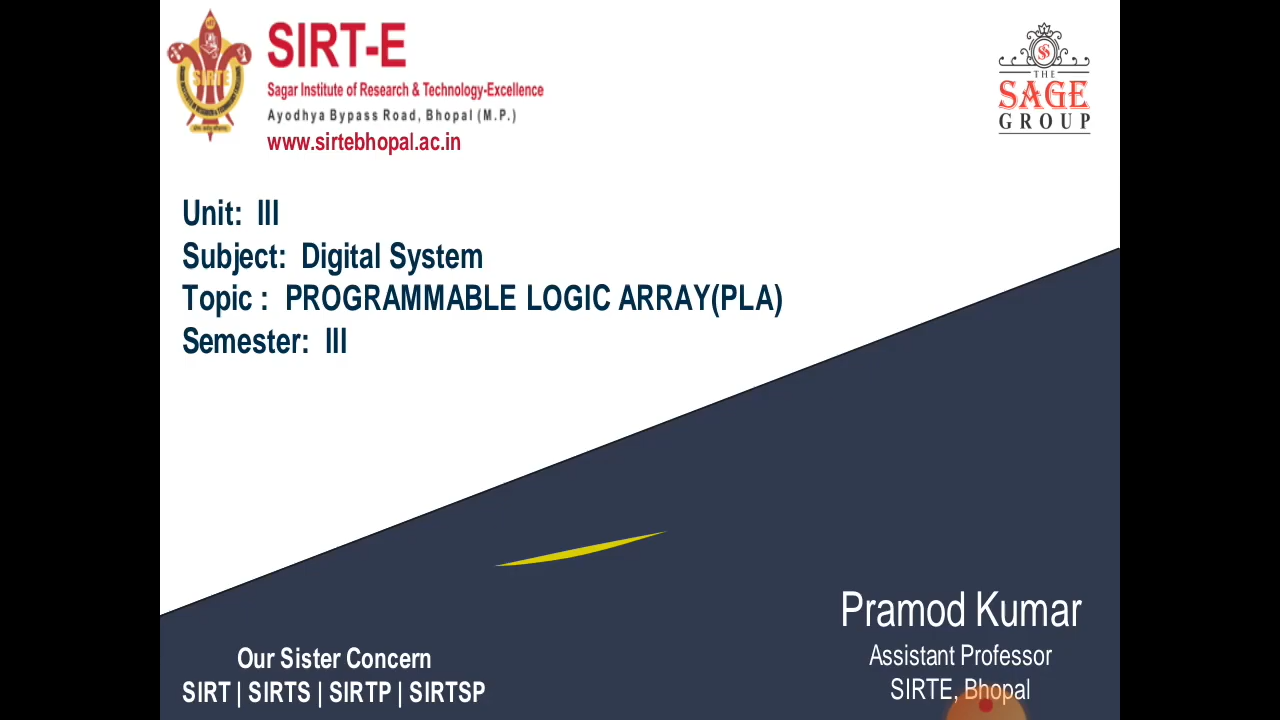 SIRT-E
Sagar Institute of Research & Technology-Excellence
Ayodhya Bypass Road, Bhopal (M.P.)
www.sirtebhopal.ac.in
THE
SAGE
GROUP
Unit: III
Subject: Digital System
Topic : PROGRAMMABLE LOGIC ARRAY(PLA)
Semester: III
Pramod Kumar
Assistant Professor
SIRTE, Bhopal
Our Sister Concern
SIRT | SIRTS | SIRTP | SIRTSP